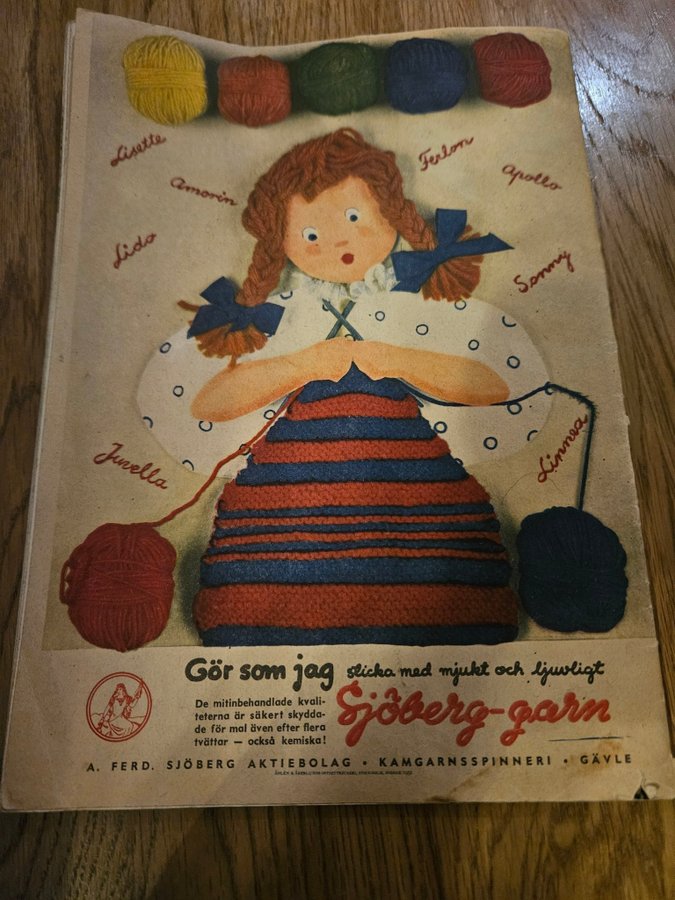 Lisette
Amorin
Ferlon
Apollo
Lido
Sonny
Juvella
Linnea
Gör som jag slicka med mjukt och ljuvligt
De mitinbehandlade kvali-
teterna är säkert skydda-
de för mal även efter flera
tvättar — också kemiska!
Sjöberg-garn
A. FERD. SJÖBERG AKTIEBOLAG • KAMGARNSSPINNERI • GÄVLE